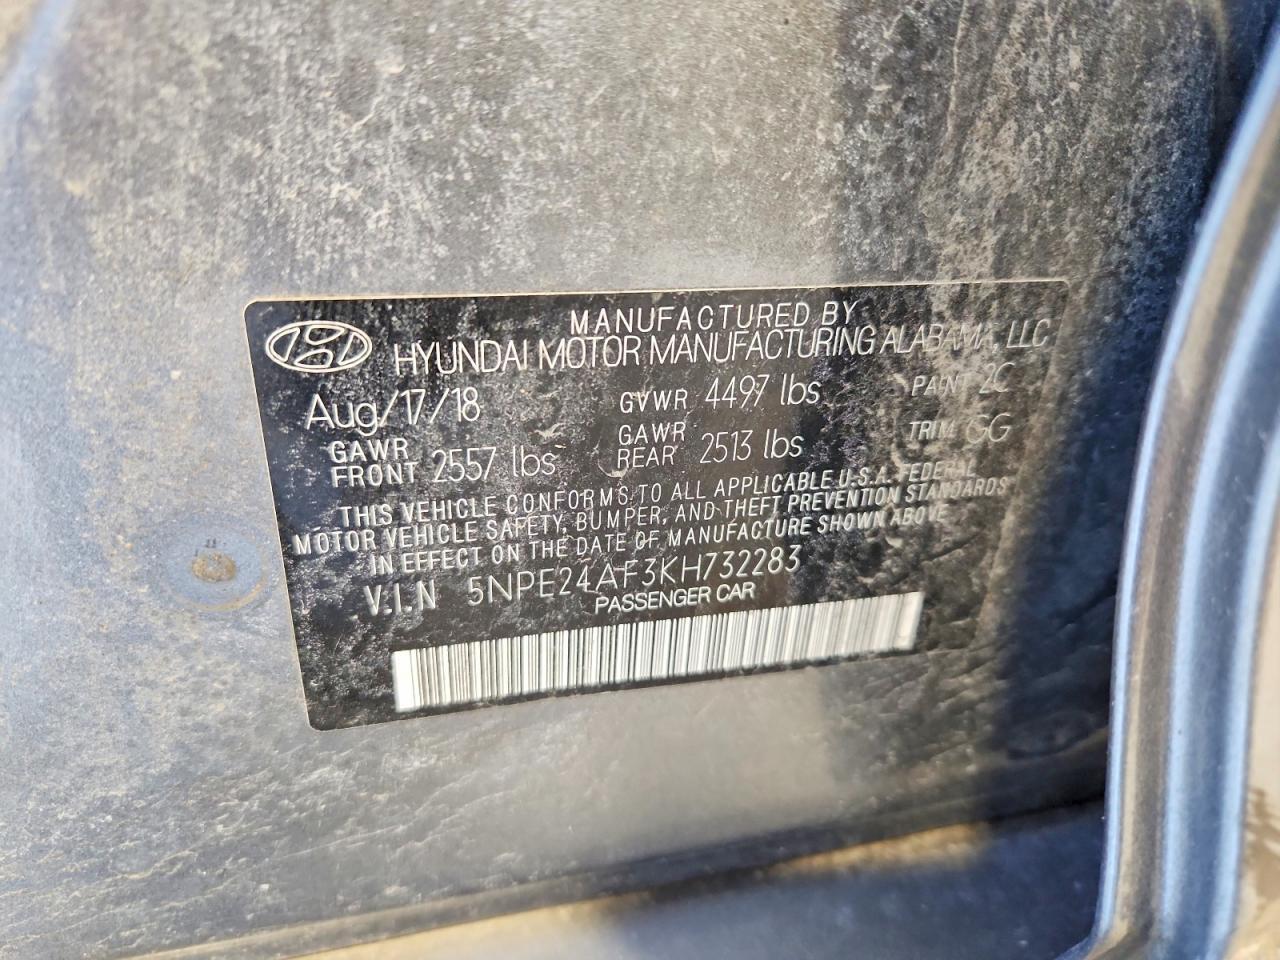 MANUFACTURED BY
HYUNDAI MOTOR MANUFACTURING ALABAMA, LLC
Aug/17/18 GVWR 4497 lbs PAINT 2C
GAWR FRONT 2557 lbs GAWR REAR 2513 lbs TRIM GG
THIS VEHICLE CONFORMS TO ALL APPLICABLE U.S.A. FEDERAL
MOTOR VEHICLE SAFETY, BUMPER, AND THEFT PREVENTION STANDARDS
IN EFFECT ON THE DATE OF MANUFACTURE SHOWN ABOVE
V.I.N 5NPE24AF3KH732283
PASSENGER CAR